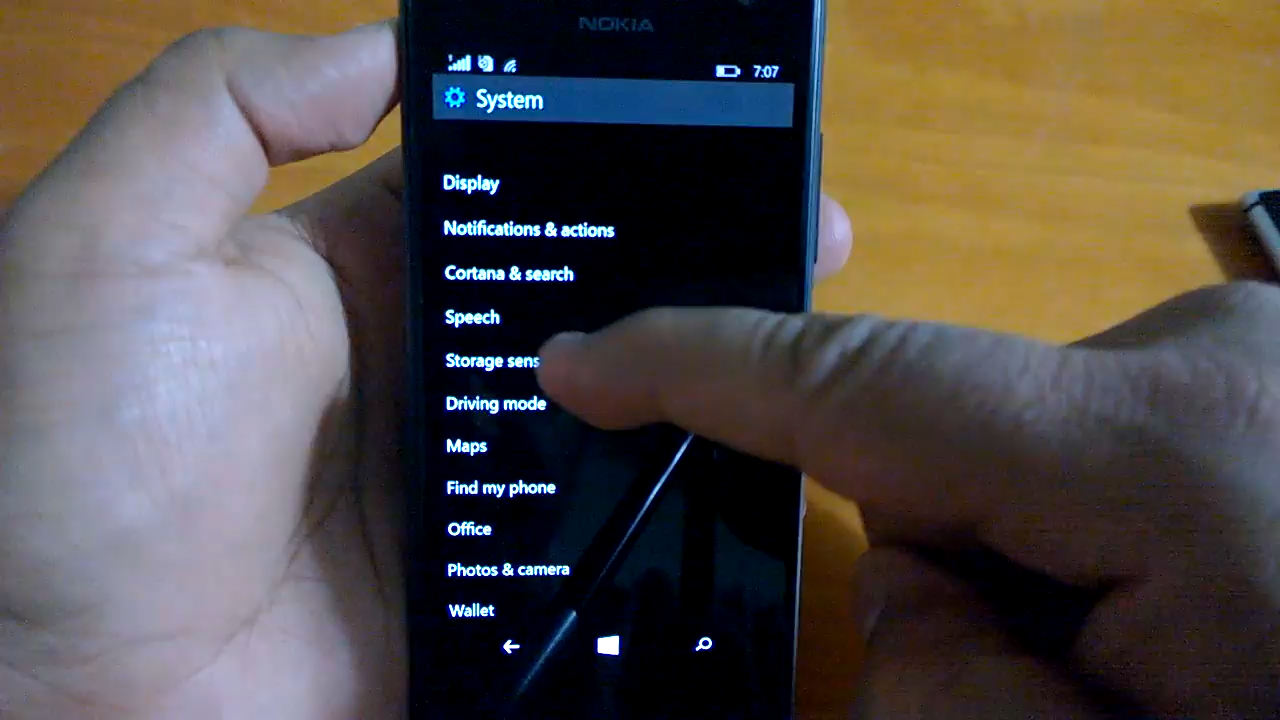 NOKIA
7:07
System
Display
Notifications & actions
Cortana & search
Speech
Storage sens
Driving mode
Maps
Find my phone
Office
Photos & camera
Wallet